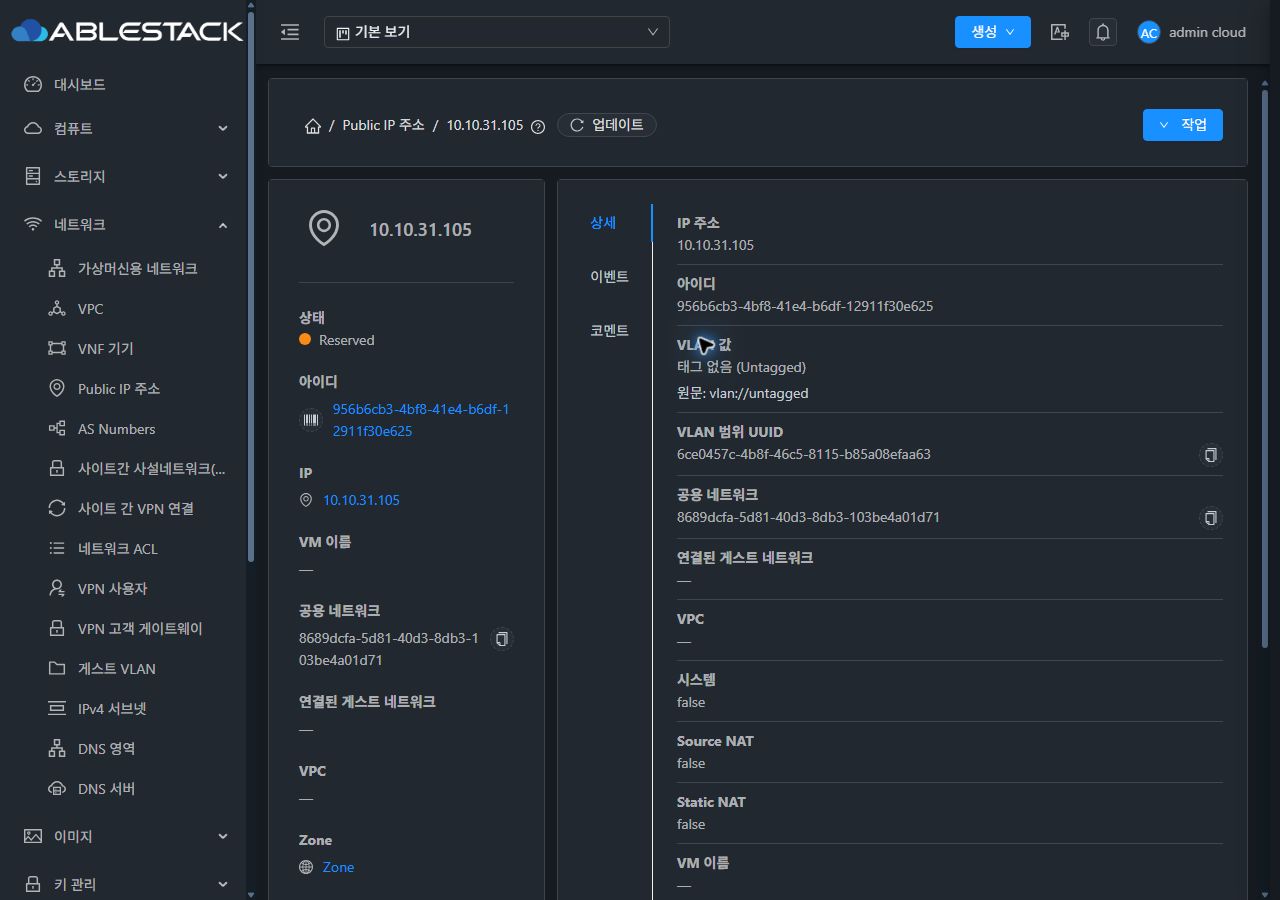 ABLESTACK
기본 보기
생성
AC
admin cloud
대시보드
컴퓨트
스토리지
네트워크
가상머신용 네트워크
VPC
VNF 기기
Public IP 주소
AS Numbers
사이트간 사설네트워크(...
사이트 간 VPN 연결
네트워크 ACL
VPN 사용자
VPN 고객 게이트웨이
게스트 VLAN
IPv4 서브넷
DNS 영역
DNS 서버
이미지
키 관리
/ Public IP 주소 / 10.10.31.105
업데이트
작업
10.10.31.105
상태
Reserved
아이디
956b6cb3-4bf8-41e4-b6df-1
2911f30e625
IP
10.10.31.105
VM 이름
—
공용 네트워크
8689dcfa-5d81-40d3-8db3-1
03be4a01d71
연결된 게스트 네트워크
—
VPC
—
Zone
Zone
상세
이벤트
코멘트
IP 주소
10.10.31.105
아이디
956b6cb3-4bf8-41e4-b6df-12911f30e625
VLAN 값
태그 없음 (Untagged)
원문: vlan://untagged
VLAN 범위 UUID
6ce0457c-4b8f-46c5-8115-b85a08efaa63
공용 네트워크
8689dcfa-5d81-40d3-8db3-103be4a01d71
연결된 게스트 네트워크
—
VPC
—
시스템
false
Source NAT
false
Static NAT
false
VM 이름
—